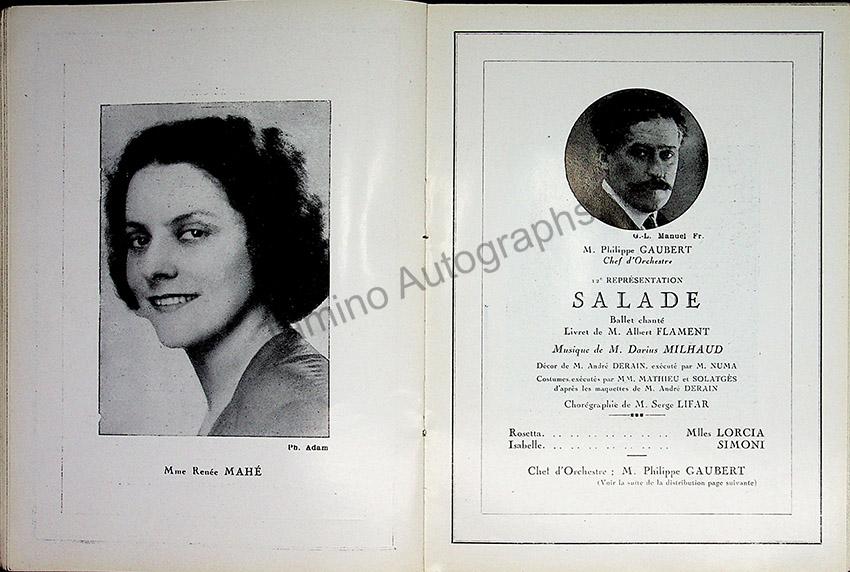 Ph. Adam
Mme Renée MAHÉ
Tamino Autographs
G.-L. Manuel Fr.
M. Philippe GAUBERT
Chef d'Orchestre
12e REPRÉSENTATION
SALADE
Ballet chanté
Livret de M. Albert FLAMENT
Musique de M. Darius MILHAUD
Décor de M. André DERAIN, exécuté par M. NUMA
Costumes exécutés par MM. MATHIEU et SOLATGÈS
d'après les maquettes de M. André DERAIN
Chorégraphie de M. Serge LIFAR
Rosetta. . . . . . . . . . . Mlles LORCIA
Isabelle. . . . . . . . . . . SIMONI
Chef d'Orchestre : M. Philippe GAUBERT
(Voir la suite de la distribution page suivante)